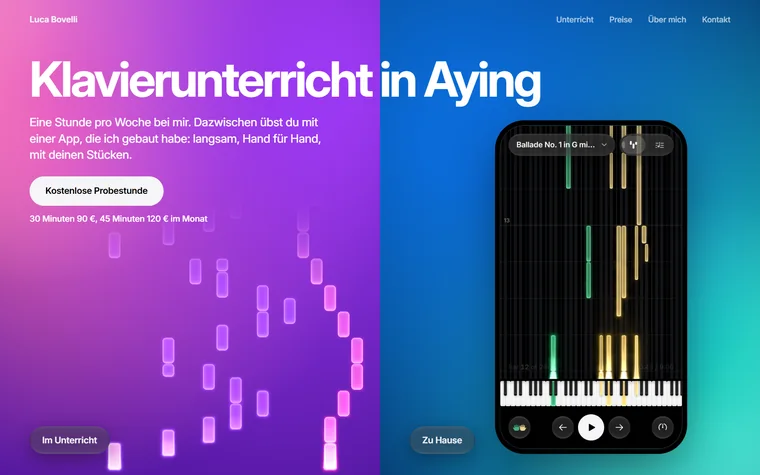 Luca Bovelli
Unterricht Preise Über mich Kontakt
Klavierunterricht in Aying
Eine Stunde pro Woche bei mir. Dazwischen übst du mit
einer App, die ich gebaut habe: langsam, Hand für Hand,
mit deinen Stücken.
Kostenlose Probestunde
30 Minuten 90 €, 45 Minuten 120 € im Monat
Ballade No. 1 in G mi...
13
Im Unterricht
Zu Hause